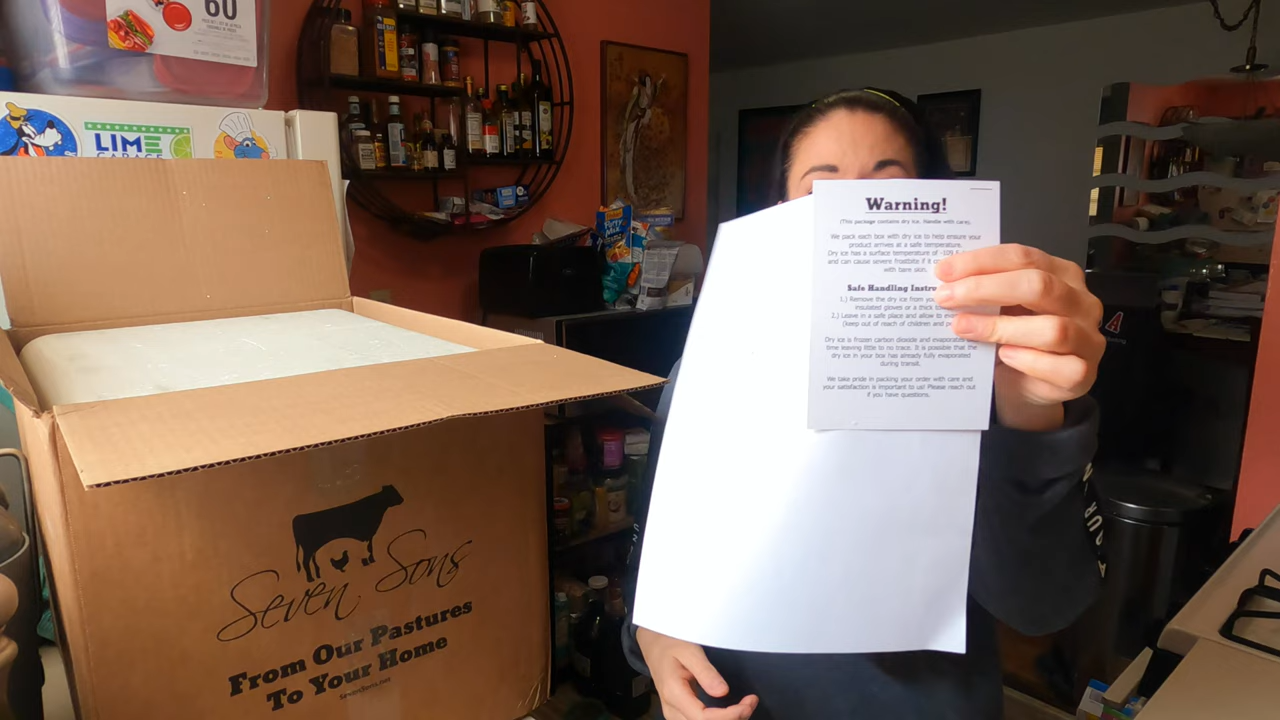 60
LIME
GARAGE
Party
Mix
Warning!
(This package contains dry ice. Handle with care).
We pack each box with dry ice to help ensure your
product arrives at a safe temperature.
Dry ice has a surface temperature of -109
and can cause severe frostbite if it
with bare skin.
Safe Handling
1.) Remove the dry ice from
insulated gloves or a thick
2.) Leave in a safe place and allow to
(keep out of reach of children and
Dry ice is frozen carbon dioxide and evaporates
time leaving little to no trace. It is possible that the
dry ice in your box has already fully evaporated
during transit.
We take pride in packing your order with care and
your satisfaction is important to us! Please reach out
if you have questions.
Seven Sons
From Our Pastures
To Your Home
SevenSons.net